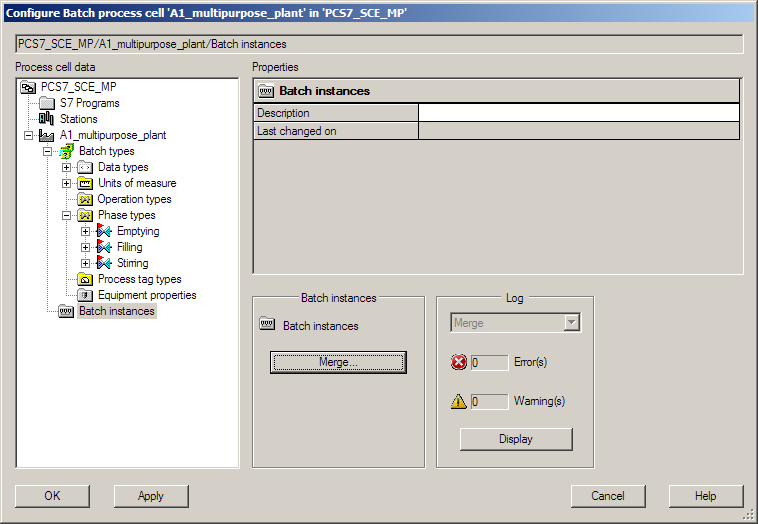 Configure Batch process cell 'A1_multipurpose_plant' in 'PCS7_SCE_MP'
PCS7_SCE_MP/A1_multipurpose_plant/Batch instances
Process cell data
PCS7_SCE_MP
S7 Programs
Stations
A1_multipurpose_plant
Batch types
Data types
Units of measure
Operation types
Phase types
Emptying
Filling
Stirring
Process tag types
Equipment properties
Batch instances
Properties
Batch instances
Description
Last changed on
Batch instances
Batch instances
Merge...
Log
Merge
0 Error(s)
0 Warning(s)
Display
OK Apply Cancel Help